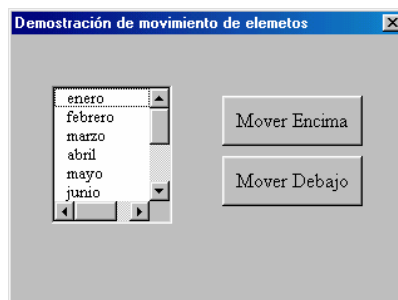 Demostración de movimiento de elemetos
enero
febrero
marzo
abril
mayo
junio
Mover Encima
Mover Debajo